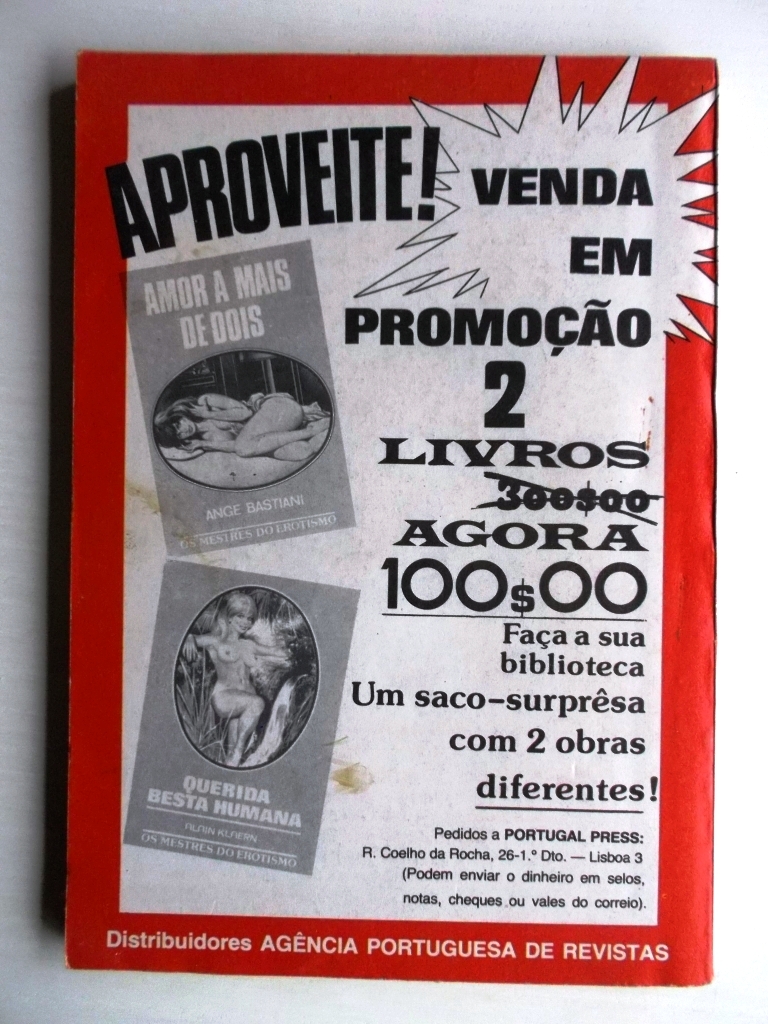 APROVEITE!
VENDA
EM
PROMOÇÃO
2
LIVROS
300$00
AGORA
100$00
Faça a sua
biblioteca
Um saco-surprêsa
com 2 obras
diferentes!
AMOR A MAIS
DE DOIS
ANGE BASTIANI
OS MESTRES DO EROTISMO
QUERIDA
BESTA HUMANA
ALAIN KLAERN
OS MESTRES DO EROTISMO
Pedidos a PORTUGAL PRESS:
R. Coelho da Rocha, 26-1.º Dto. — Lisboa 3
(Podem enviar o dinheiro em selos,
notas, cheques ou vales do correio).
Distribuidores AGÊNCIA PORTUGUESA DE REVISTAS